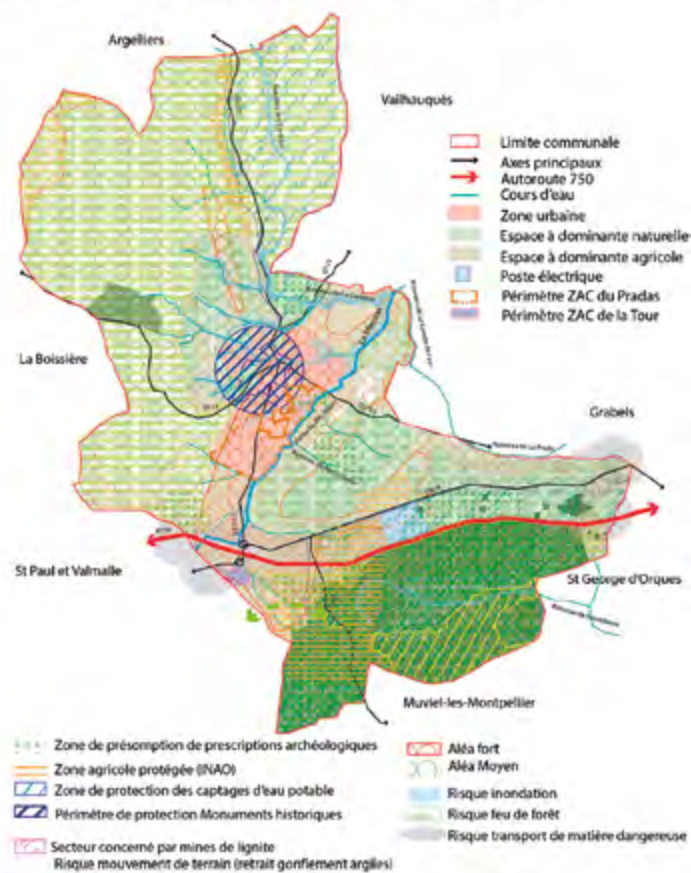 Argelliers
Vailhauquès
Limite communale
Axes principaux
Autoroute 750
Cours d'eau
Zone urbaine
Espace à dominante naturelle
Espace à dominante agricole
Poste électrique
Périmètre ZAC du Pradas
Périmètre ZAC de la Tour
La Boissière
Grabels
St Paul et Valmalle
St George d'Orques
Muviel-les-Montpellier
Zone de présomption de prescriptions archéologiques
Zone agricole protégée (INAO)
Zone de protection des captages d'eau potable
Périmètre de protection Monuments historiques
Secteur concerné par mines de lignite
Risque mouvement de terrain (retrait gonflement argiles)
Aléa fort
Aléa Moyen
Risque inondation
Risque feu de forêt
Risque transport de matière dangereuse